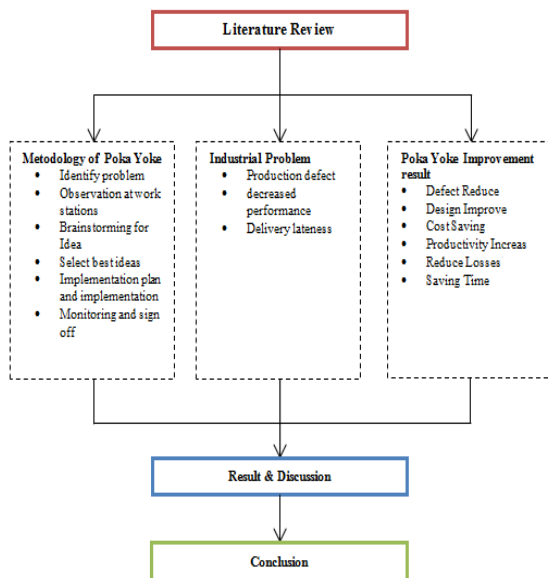 Literature Review
Metodology of Poka Yoke
• Identify problem
• Observation at work
stations
• Brainstorming for
Idea
• Select best ideas
• Implementation plan
and implementation
• Monitoring and sign
off
Industrial Problem
• Production defect
• decreased
performance
• Delivery lateness
Poka Yoke Improvement
result
• Defect Reduce
• Design Improve
• Cost Saving
• Productivity Increas
• Reduce Losses
• Saving Time
Result & Discussion
Conclusion